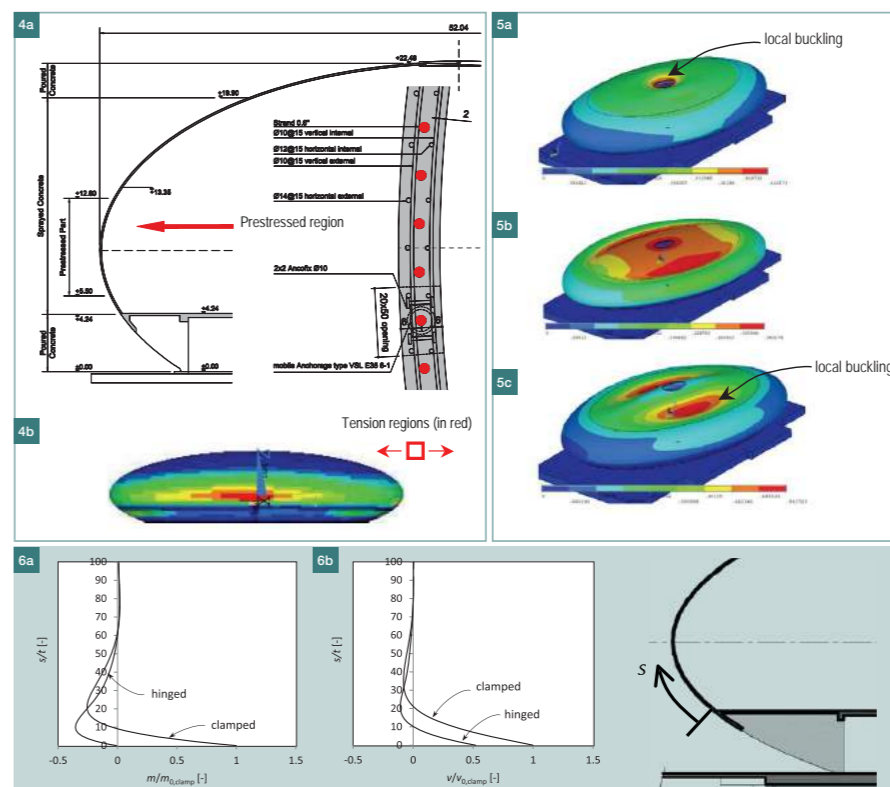 4a
52.04
+22.48
Poured
Concrete
+19.90
Strand 0.6"
Ø10@15 vertical internal
2
Ø12@15 horizontal internal
Ø10@15 vertical external
+13.35
+12.80
Ø14@15 horizontal external
Sprayed Concrete
Prestressed Part
Prestressed region
2x2 Ancofix Ø10
+5.50
+4.24
+4.24
20x50 opening
Poured
Concrete
±0.00
±0.00
mobile Anchorage type VSL E36 6-1
4b
Tension regions (in red)
5a
local buckling
5b
5c
local buckling
6a
100
90
80
70
60
50
40
30
20
10
0
s/t [-]
hinged
clamped
-0.5
0
0.5
1
1.5
m/m0,clamp [-]
6b
100
90
80
70
60
50
40
30
20
10
0
s/t [-]
clamped
hinged
-0.5
0
0.5
1
1.5
v/v0,clamp [-]
S